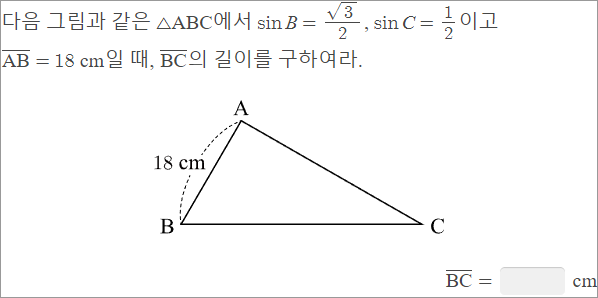 다음 그림과 같은 △ABC에서 sin B = √3/2 , sin C = 1/2 이고
AB = 18 cm일 때, BC의 길이를 구하여라.
A
18 cm
B
C
BC = cm